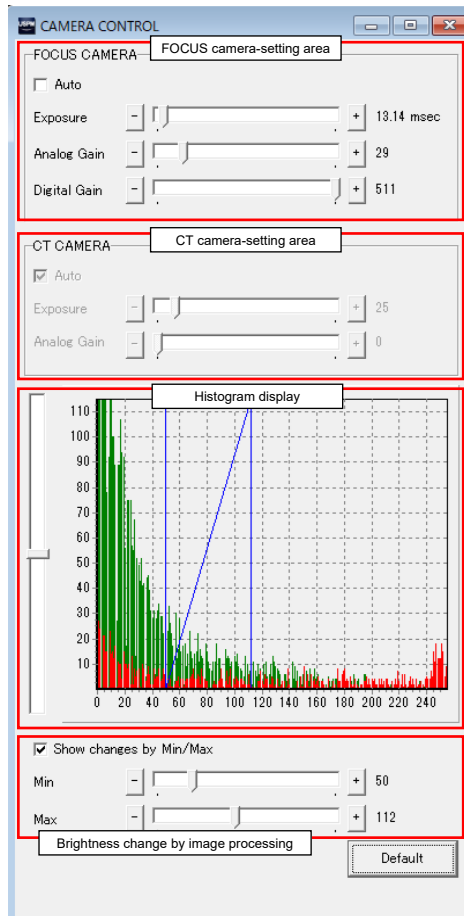 CAMERA CONTROL
FOCUS camera-setting area
FOCUS CAMERA
Auto
Exposure - + 13.14 msec
Analog Gain - + 29
Digital Gain - + 511
CT camera-setting area
CT CAMERA
Auto
Exposure - + 25
Analog Gain - + 0
Histogram display
110
90
80
70
60
50
40
30
20
10
0 20 40 60 80 100 120 140 160 180 200 220 240
Show changes by Min/Max
Min - + 50
Max - + 112
Brightness change by image processing
Default